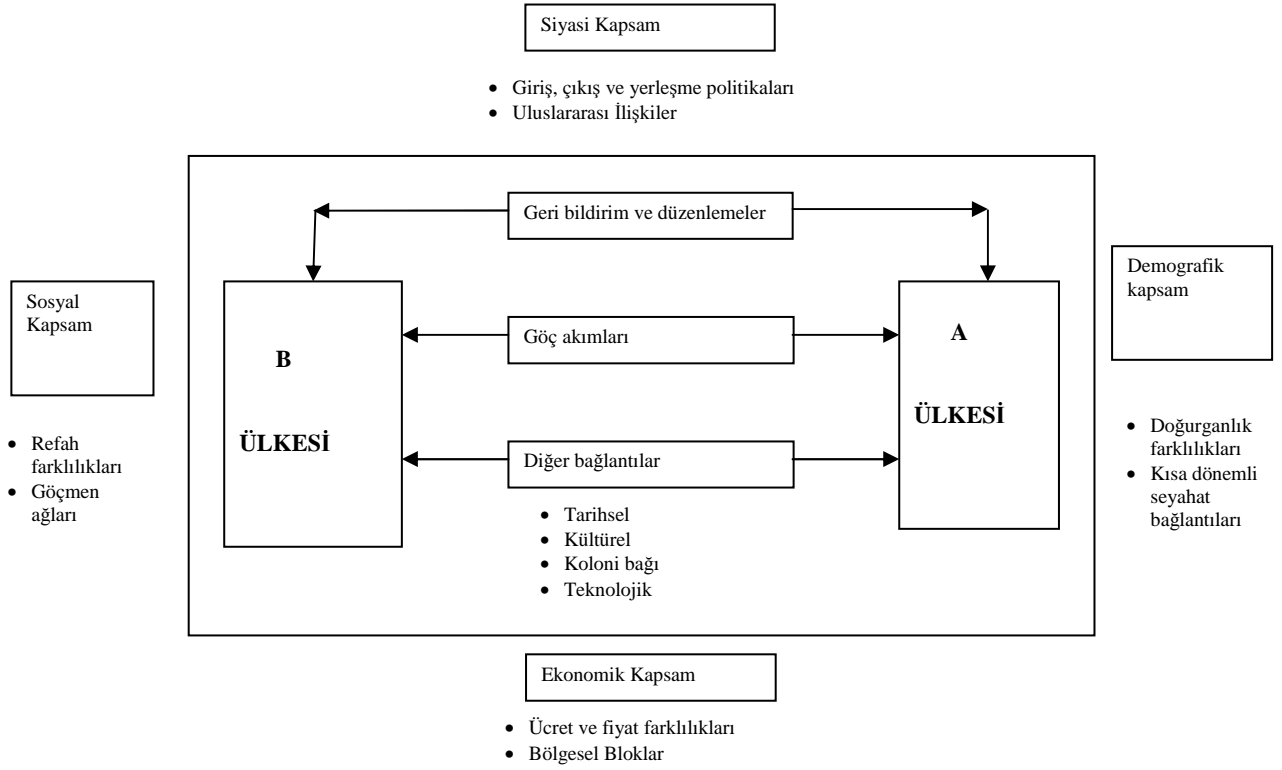 Siyasi Kapsam
• Giriş, çıkış ve yerleşme politikaları
• Uluslararası İlişkiler
Geri bildirim ve düzenlemeler
Sosyal
Kapsam
• Refah
farklılıkları
• Göçmen
ağları
B
ÜLKESİ
Göç akımları
Diğer bağlantılar
• Tarihsel
• Kültürel
• Koloni bağı
• Teknolojik
A
ÜLKESİ
Demografik
kapsam
• Doğurganlık
farklılıkları
• Kısa dönemli
seyahat
bağlantıları
Ekonomik Kapsam
• Ücret ve fiyat farklılıkları
• Bölgesel Bloklar